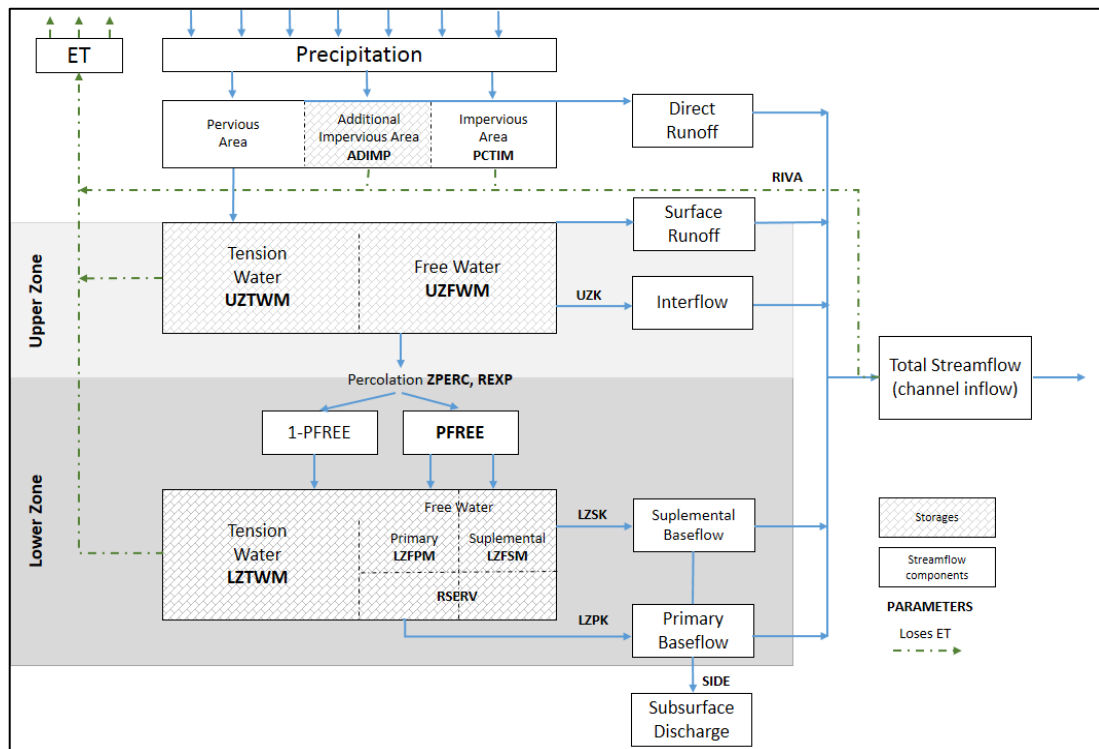 ET
Precipitation
Pervious
Area
Additional
Impervious Area
ADIMP
Impervious
Area
PCTIM
Direct
Runoff
RIVA
Upper Zone
Tension
Water
UZTWM
Free Water
UZFWM
Surface
Runoff
UZK
Interflow
Total Streamflow
(channel inflow)
Percolation ZPERC, REXP
1-PFREE
PFREE
Lower Zone
Tension
Water
LZTWM
Free Water
Primary
LZFPM
Suplemental
LZFSM
RSERV
LZSK
Suplemental
Baseflow
LZPK
Primary
Baseflow
SIDE
Subsurface
Discharge
Storages
Streamflow
components
PARAMETERS
Loses ET